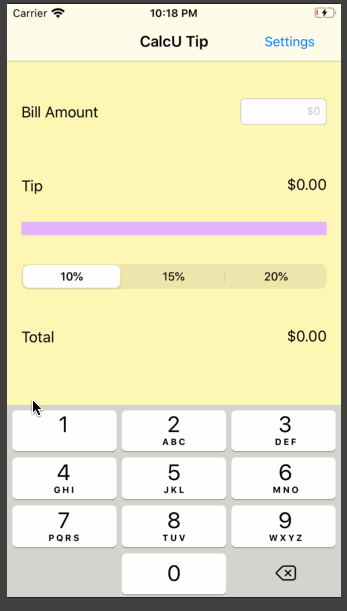 Carrier 10:18 PM
CalcU Tip Settings
Bill Amount $0
Tip $0.00
10% 15% 20%
Total $0.00
1 2 3
ABC DEF
4 5 6
GHI JKL MNO
7 8 9
PQRS TUV WXYZ
0